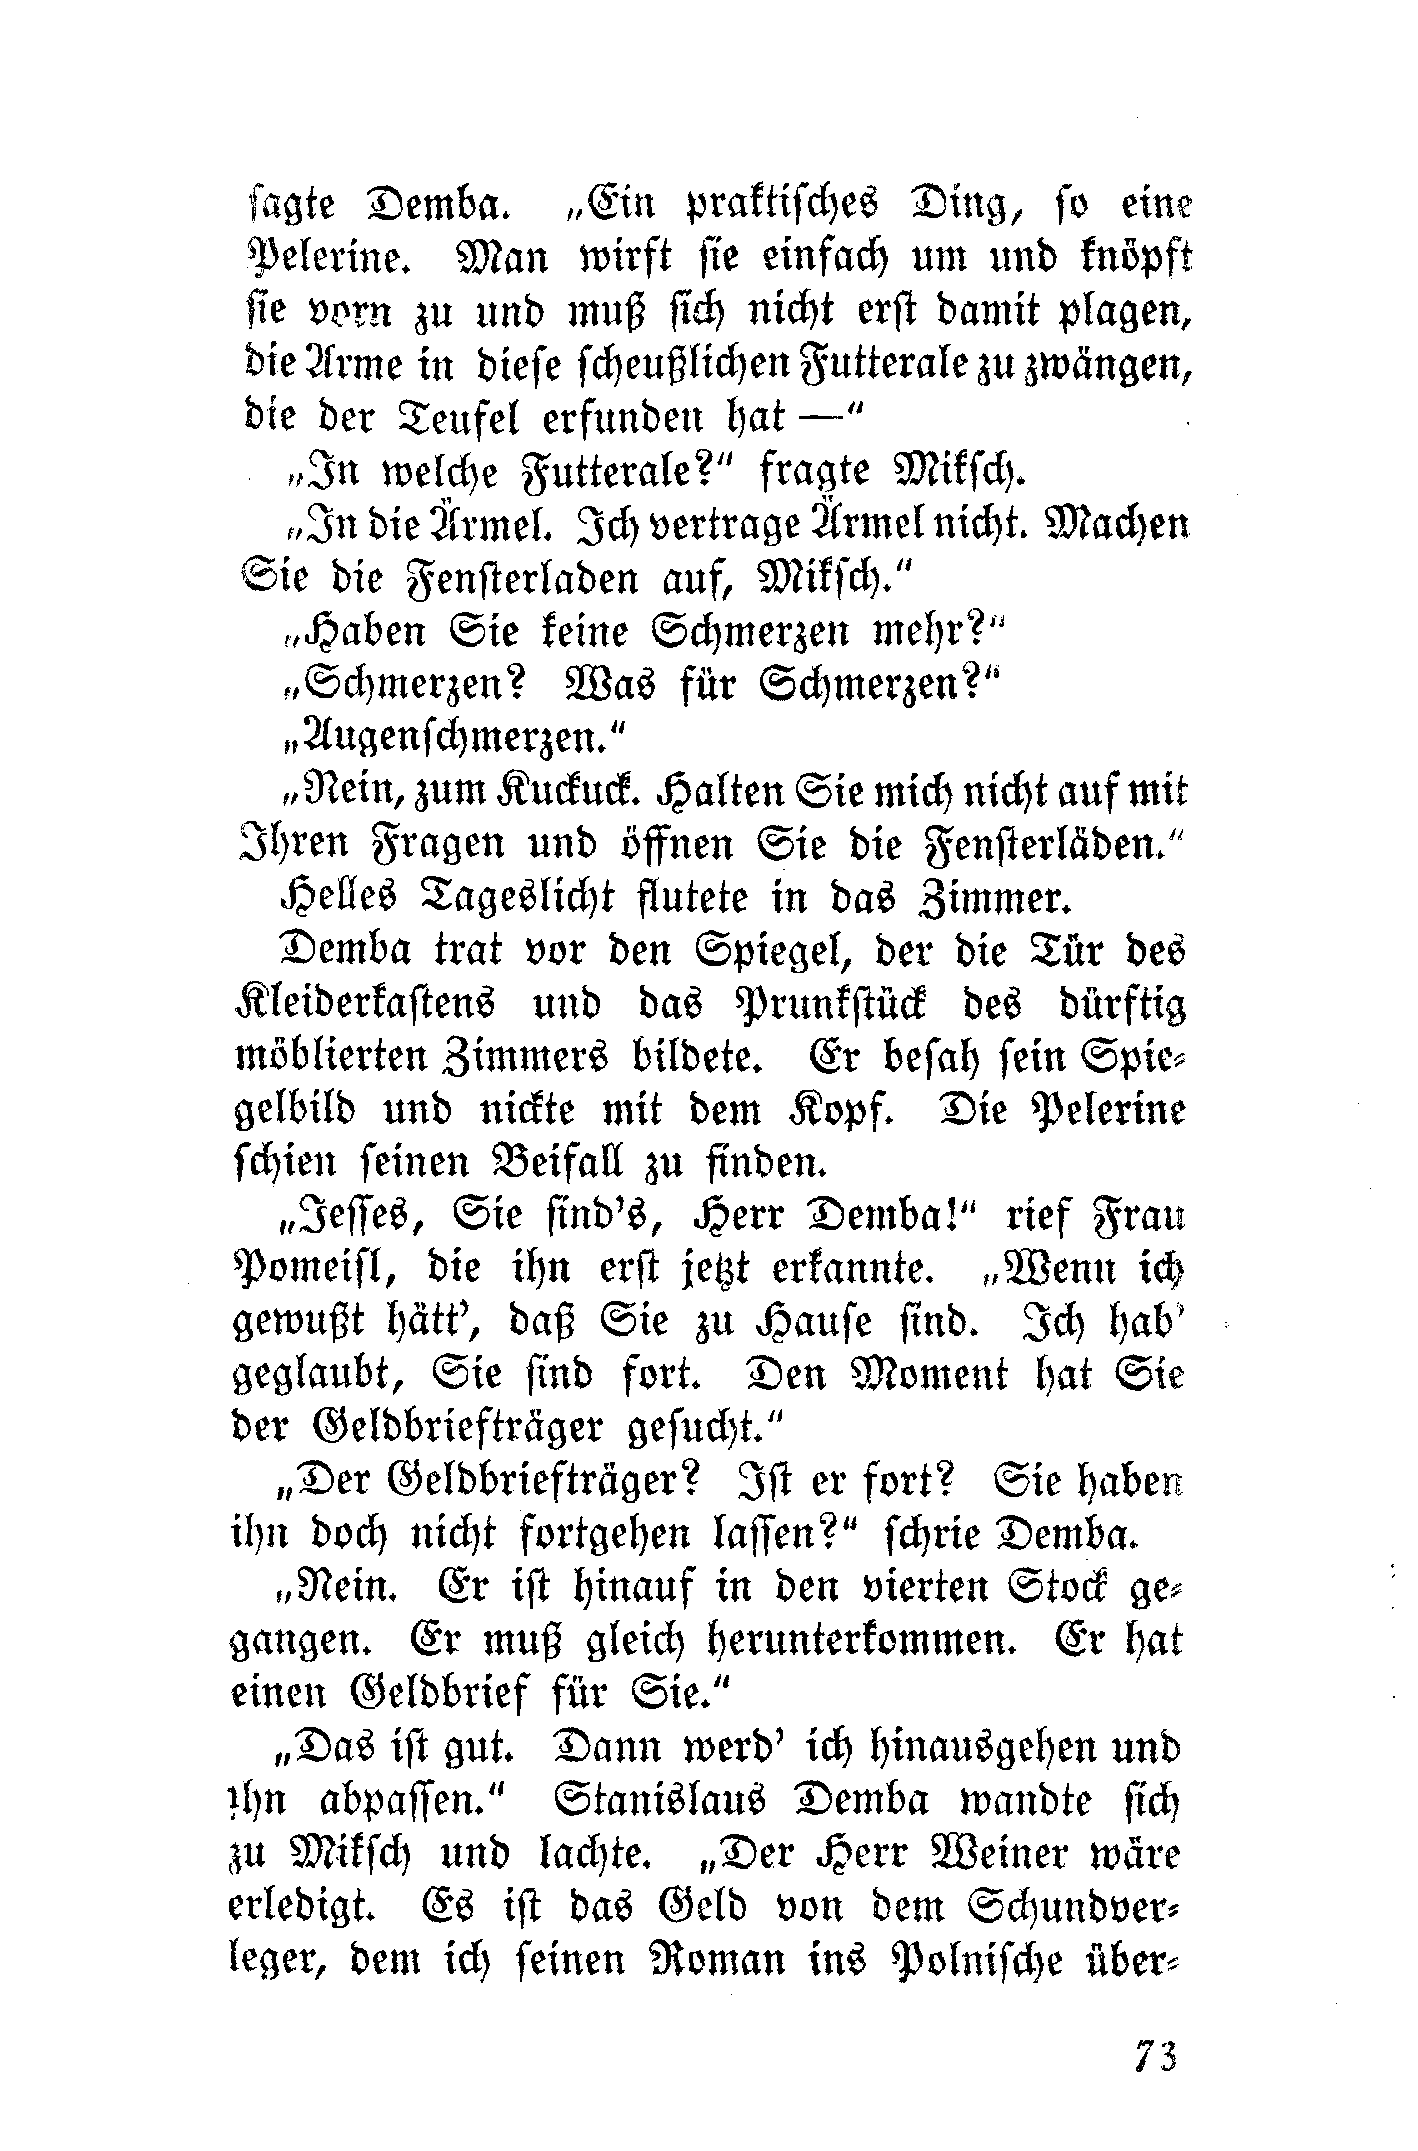 sagte Demba. „Ein praktisches Ding, so eine
Pelerine. Man wirft sie einfach um und knöpft
sie vorn zu und muß sich nicht erst damit plagen,
die Arme in diese scheußlichen Futterale zu zwängen,
die der Teufel erfunden hat —“
„In welche Futterale?“ fragte Miksch.
„In die Ärmel. Ich vertrage Ärmel nicht. Machen
Sie die Fensterladen auf, Miksch.“
„Haben Sie keine Schmerzen mehr?“
„Schmerzen? Was für Schmerzen?“
„Augenschmerzen.“
„Nein, zum Kuckuck. Halten Sie mich nicht auf mit
Ihren Fragen und öffnen Sie die Fensterläden.“
Helles Tageslicht flutete in das Zimmer.
Demba trat vor den Spiegel, der die Tür des
Kleiderkastens und das Prunkstück des dürftig
möblierten Zimmers bildete. Er besah sein Spie-
gelbild und nickte mit dem Kopf. Die Pelerine
schien seinen Beifall zu finden.
„Jesses, Sie sind's, Herr Demba!“ rief Frau
Pomeisl, die ihn erst jetzt erkannte. „Wenn ich
gewußt hätt', daß Sie zu Hause sind. Ich hab'
geglaubt, Sie sind fort. Den Moment hat Sie
der Geldbriefträger gesucht.“
„Der Geldbriefträger? Ist er fort? Sie haben
ihn doch nicht fortgehen lassen?“ schrie Demba.
„Nein. Er ist hinauf in den vierten Stock ge-
gangen. Er muß gleich herunterkommen. Er hat
einen Geldbrief für Sie.“
„Das ist gut. Dann werd' ich hinausgehen und
ihn abpassen.“ Stanislaus Demba wandte sich
zu Miksch und lachte. „Der Herr Weiner wäre
erledigt. Es ist das Geld von dem Schundver-
leger, dem ich seinen Roman ins Polnische über-
73